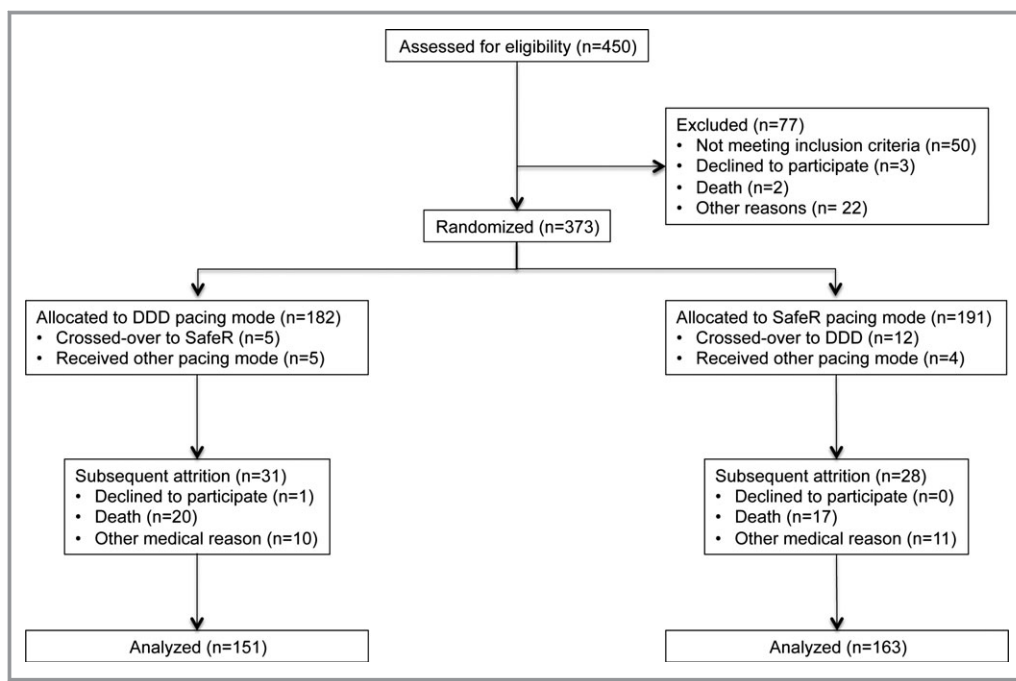 Assessed for eligibility (n=450)
Excluded (n=77)
• Not meeting inclusion criteria (n=50)
• Declined to participate (n=3)
• Death (n=2)
• Other reasons (n= 22)
Randomized (n=373)
Allocated to DDD pacing mode (n=182)
• Crossed-over to SafeR (n=5)
• Received other pacing mode (n=5)
Allocated to SafeR pacing mode (n=191)
• Crossed-over to DDD (n=12)
• Received other pacing mode (n=4)
Subsequent attrition (n=31)
• Declined to participate (n=1)
• Death (n=20)
• Other medical reason (n=10)
Subsequent attrition (n=28)
• Declined to participate (n=0)
• Death (n=17)
• Other medical reason (n=11)
Analyzed (n=151)
Analyzed (n=163)